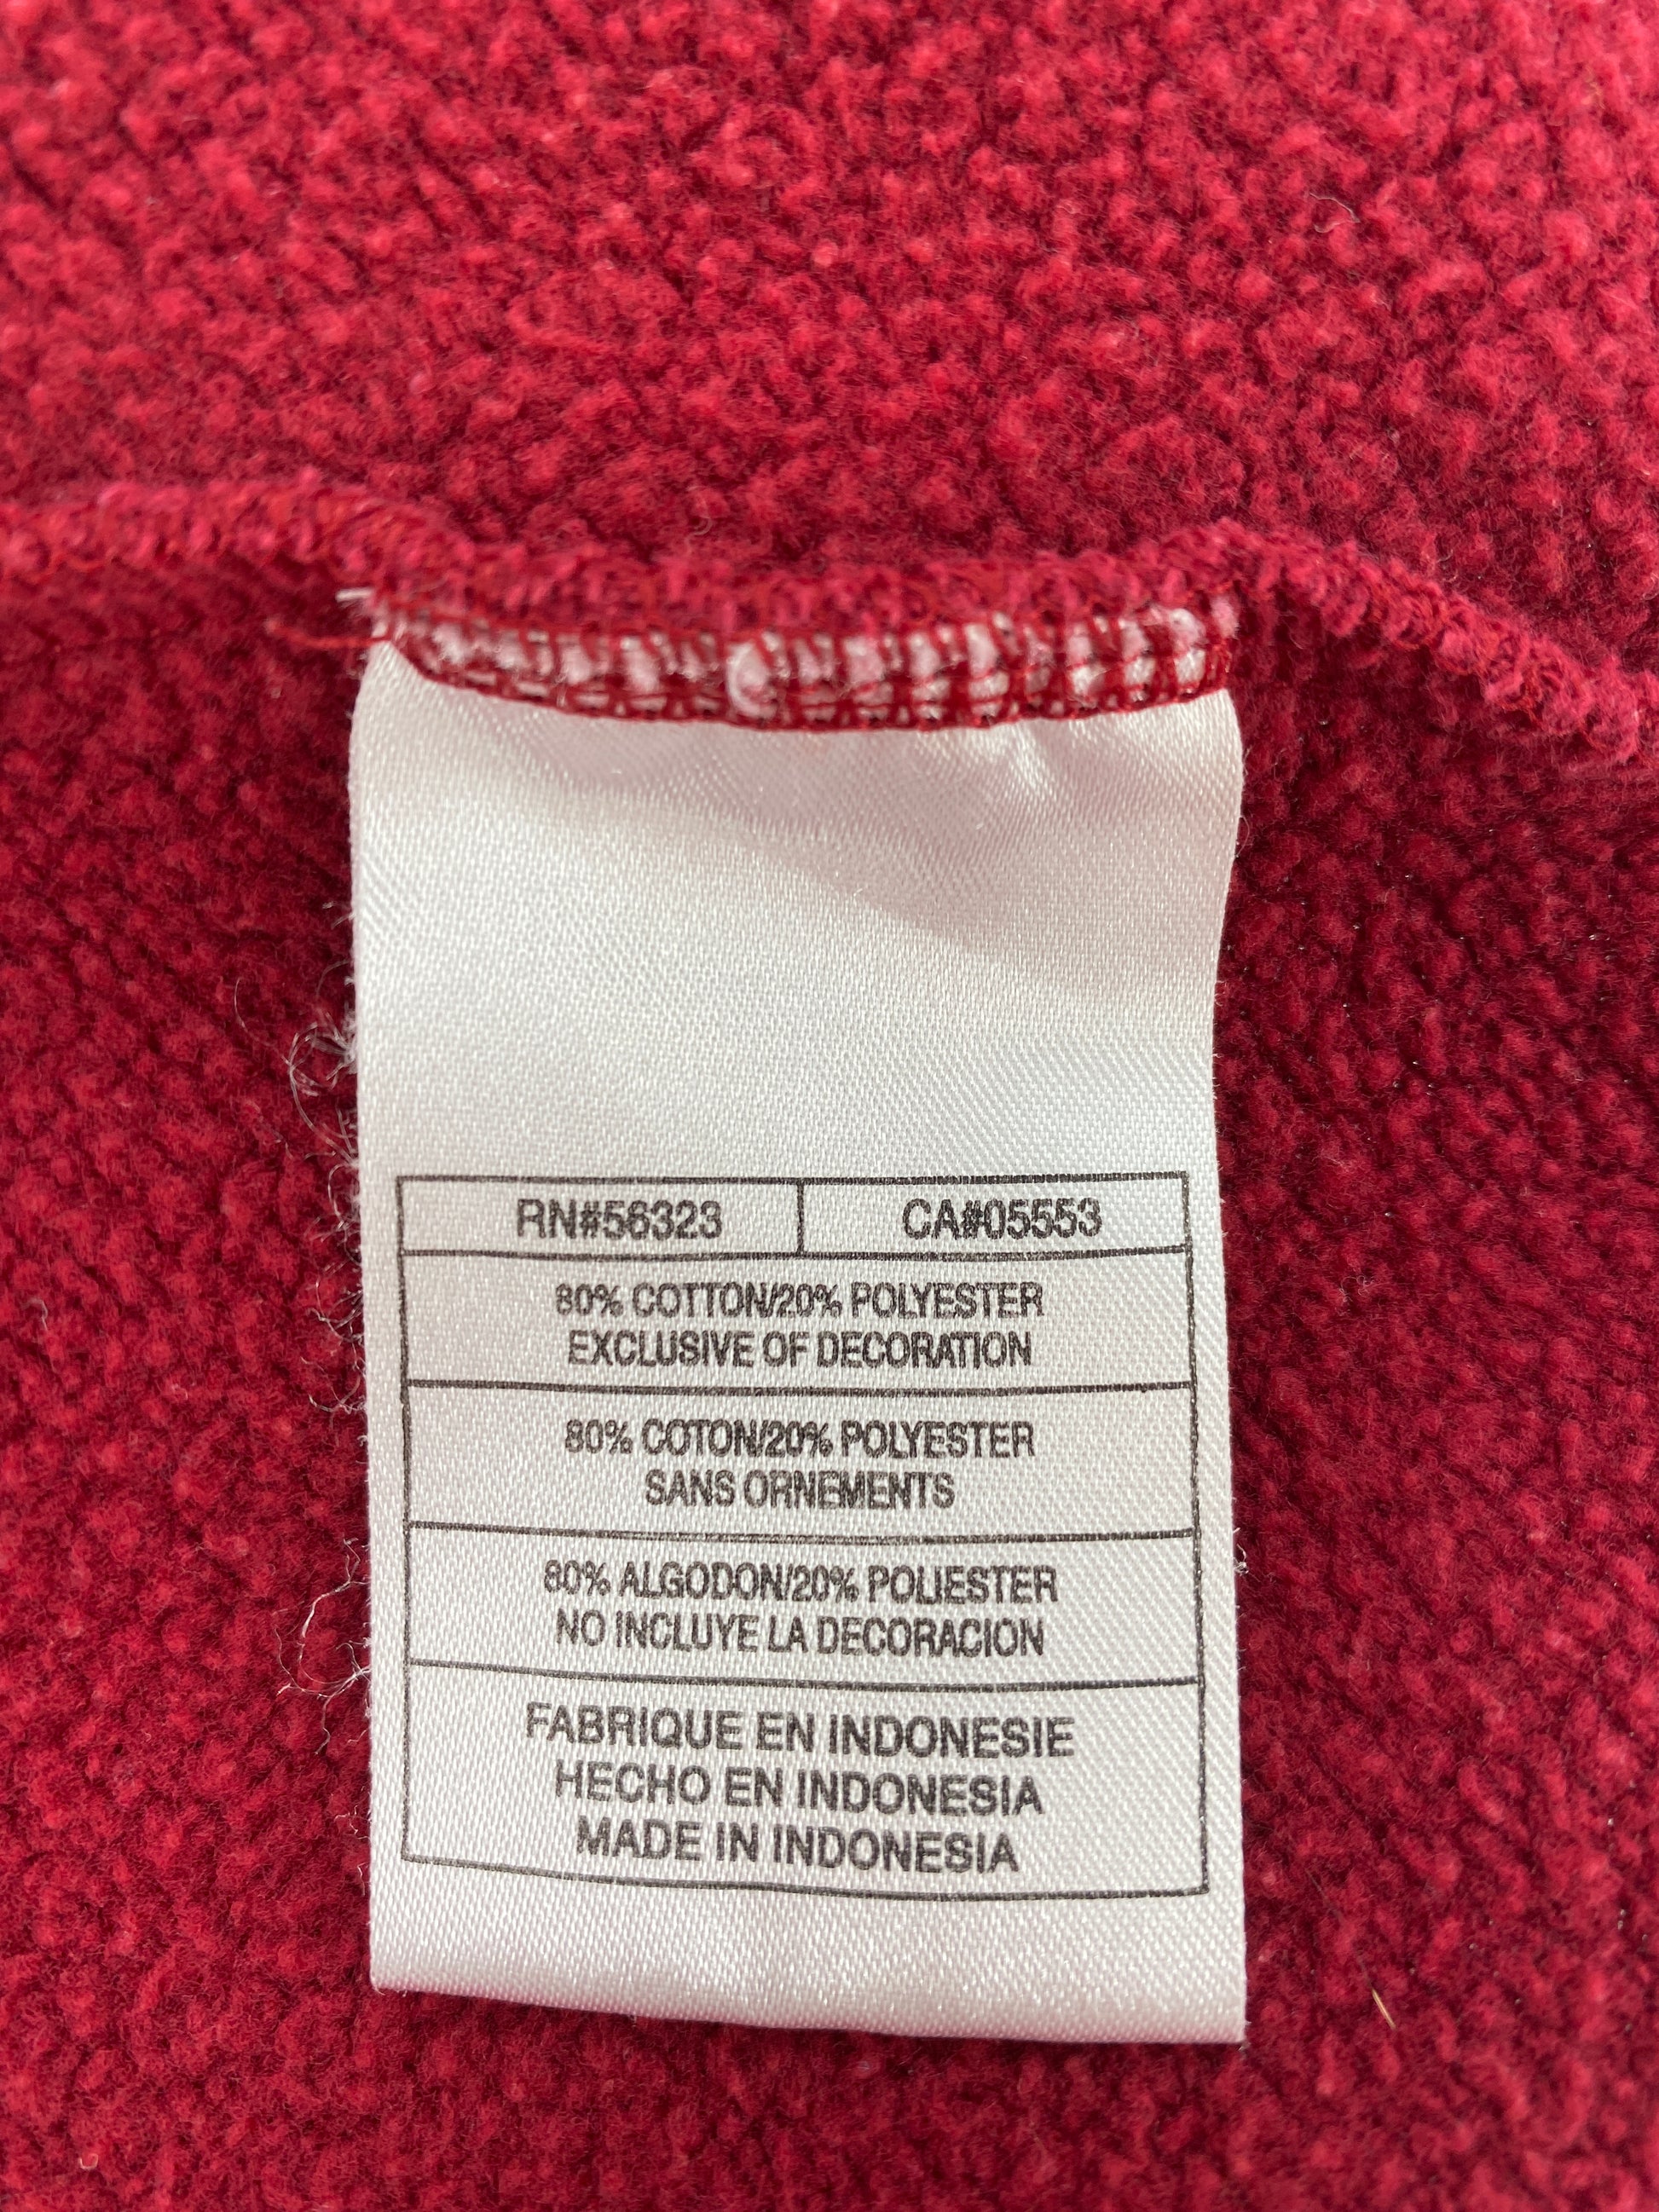 RN#56323 CA#05553
80% COTTON/20% POLYESTER
EXCLUSIVE OF DECORATION
80% COTON/20% POLYESTER
SANS ORNEMENTS
80% ALGODON/20% POLIESTER
NO INCLUYE LA DECORACION
FABRIQUE EN INDONESIE
HECHO EN INDONESIA
MADE IN INDONESIA